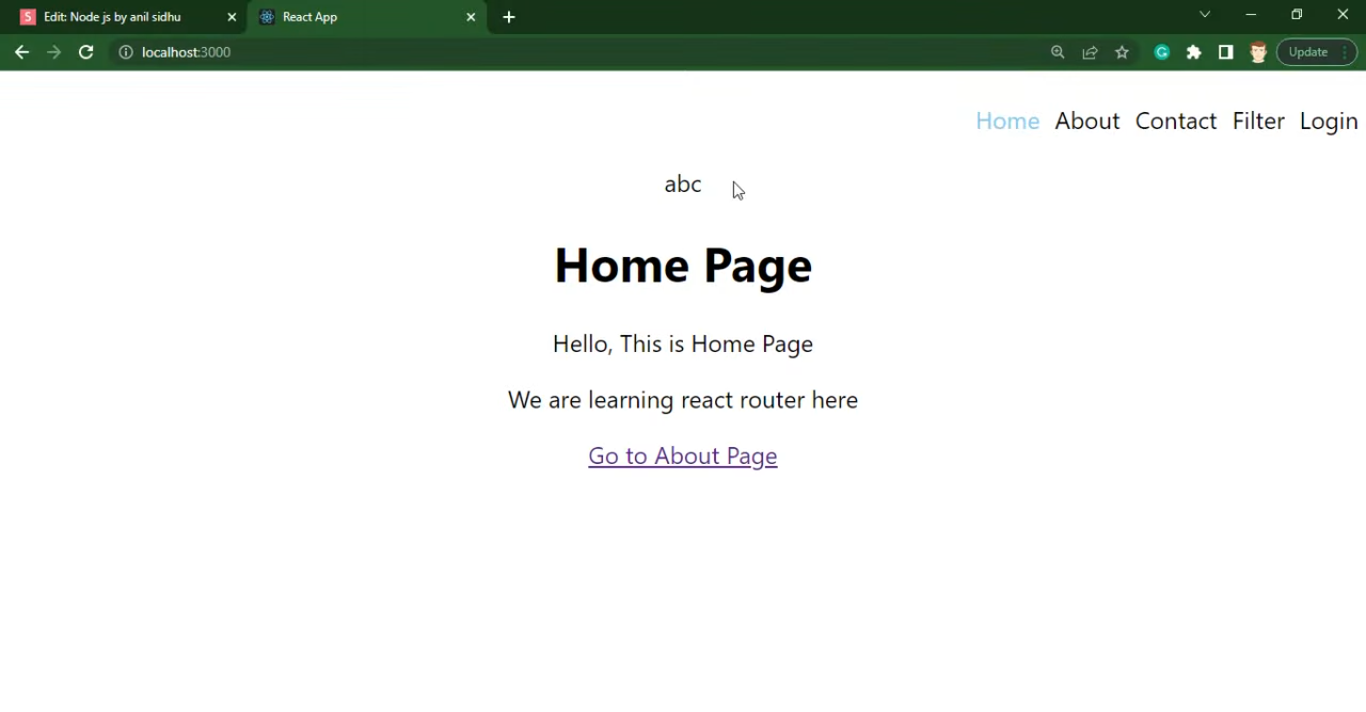 S Edit: Node js by anil sidhu
React App
localhost:3000
Update
Home About Contact Filter Login
abc
Home Page
Hello, This is Home Page
We are learning react router here
Go to About Page